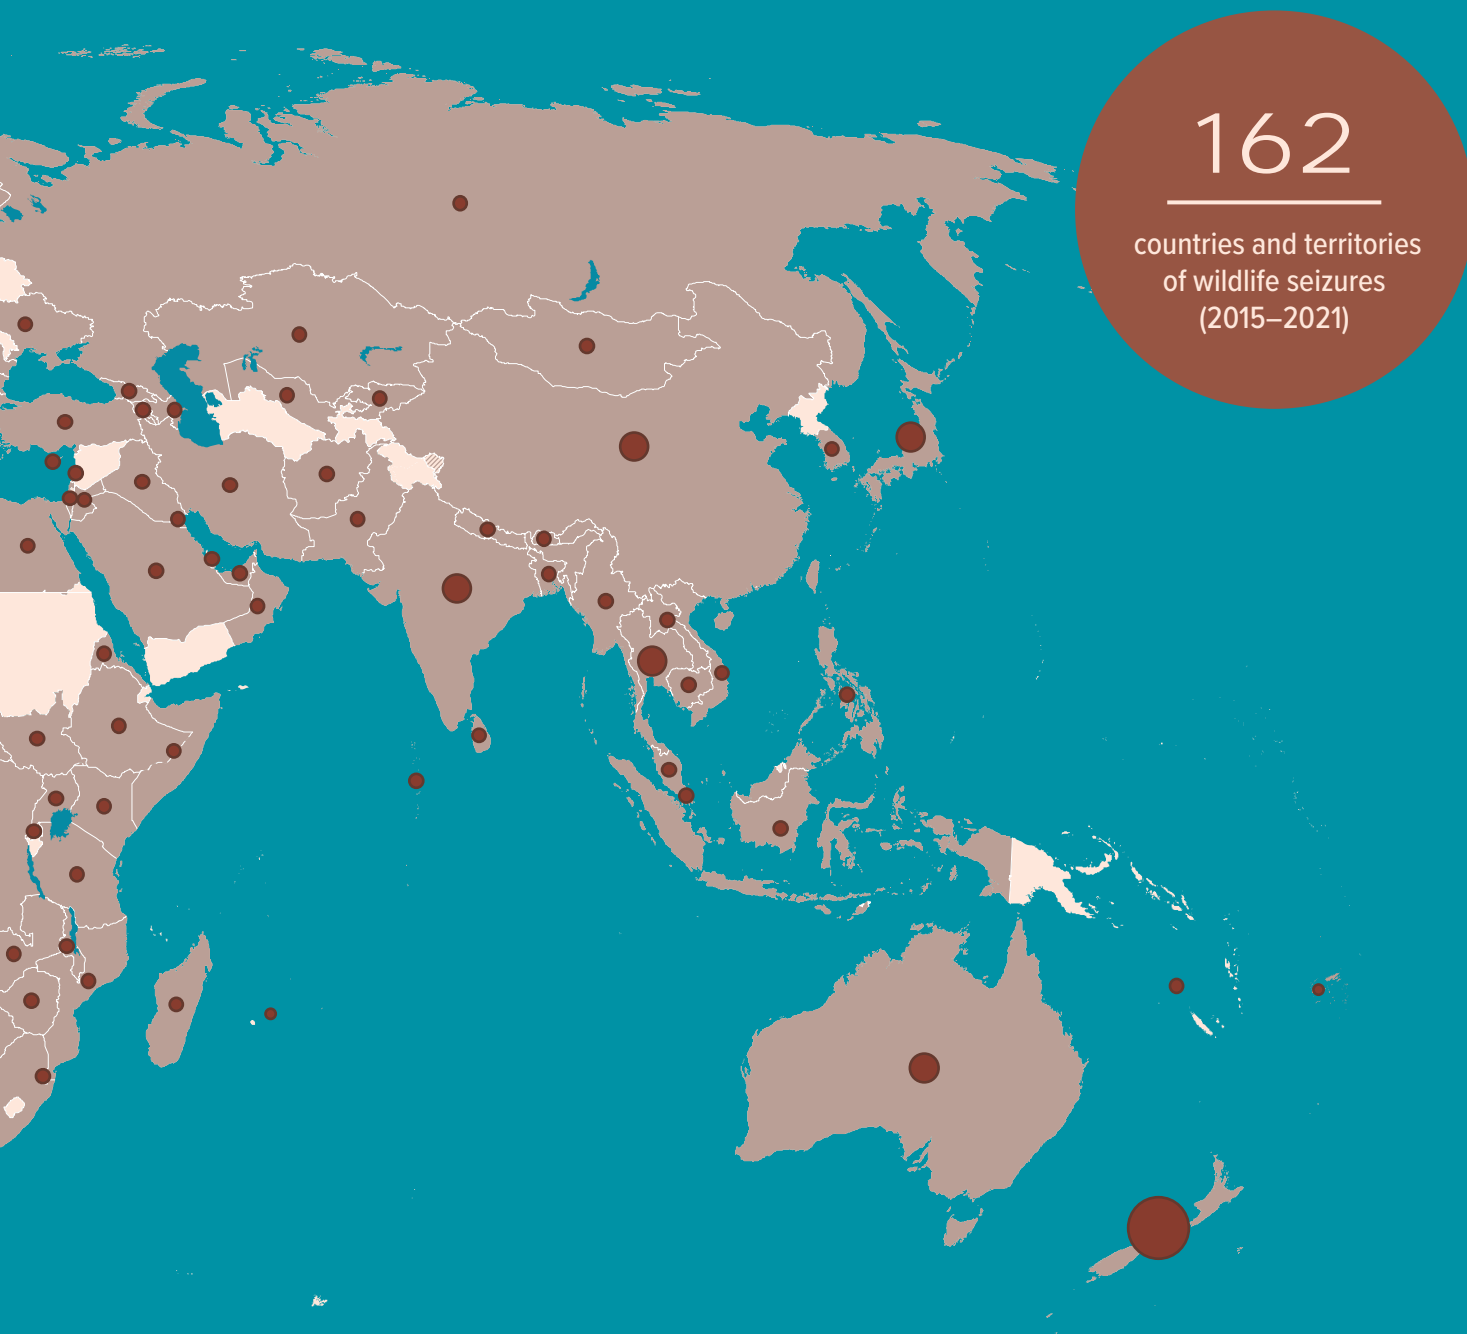 162
countries and territories
of wildlife seizures
(2015–2021)